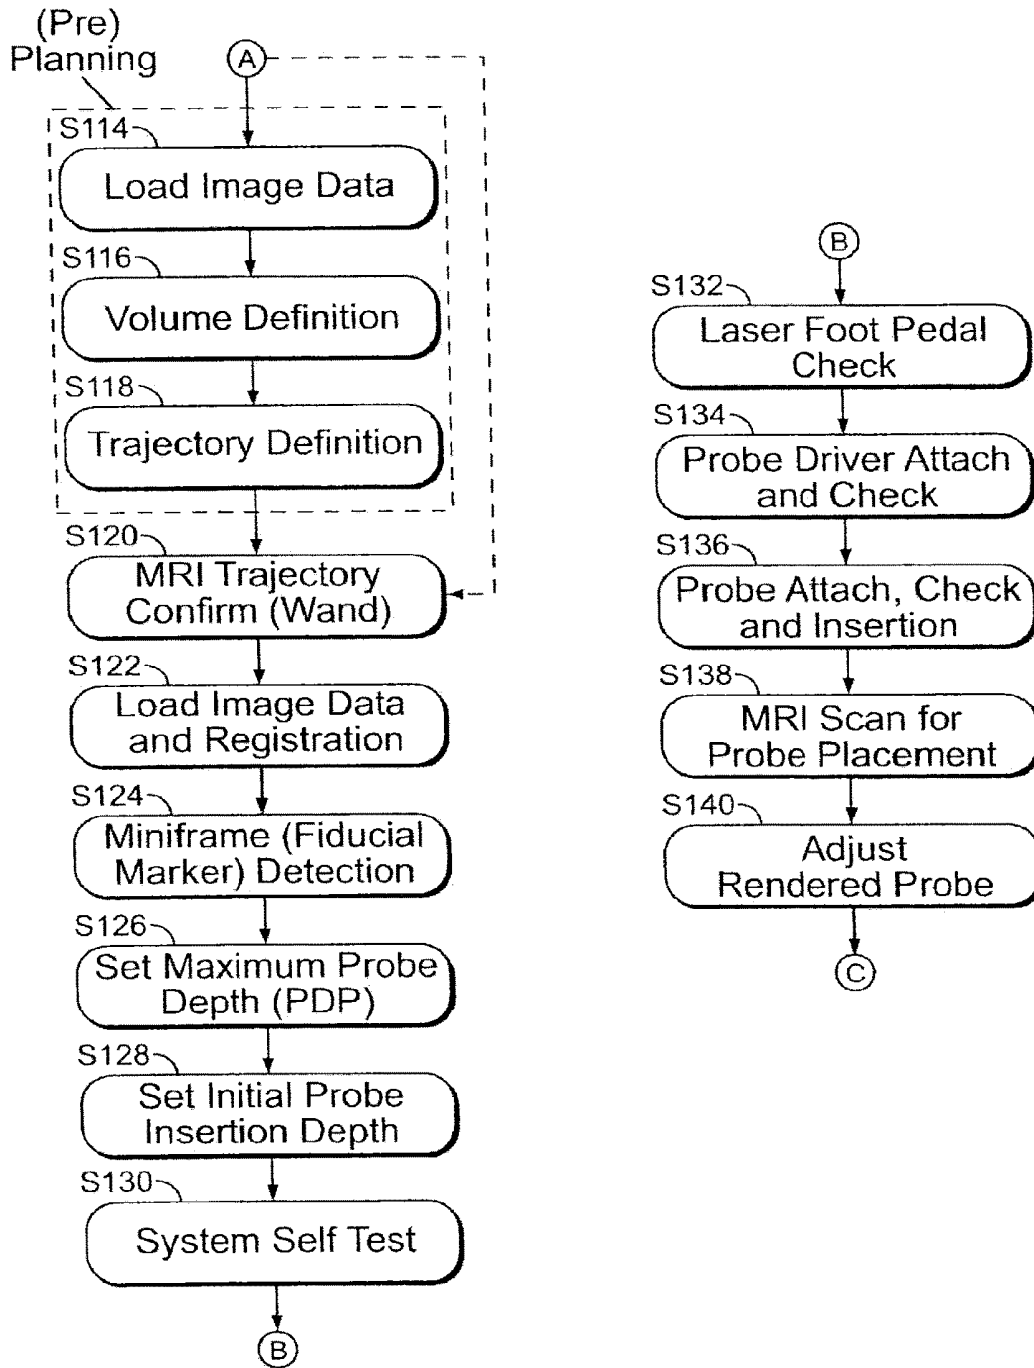 (Pre)
Planning
A
S114
Load Image Data
S116
Volume Definition
S118
Trajectory Definition
S120
MRI Trajectory
Confirm (Wand)
S122
Load Image Data
and Registration
S124
Miniframe (Fiducial
Marker) Detection
S126
Set Maximum Probe
Depth (PDP)
S128
Set Initial Probe
Insertion Depth
S130
System Self Test
B
B
S132
Laser Foot Pedal
Check
S134
Probe Driver Attach
and Check
S136
Probe Attach, Check
and Insertion
S138
MRI Scan for
Probe Placement
S140
Adjust
Rendered Probe
C